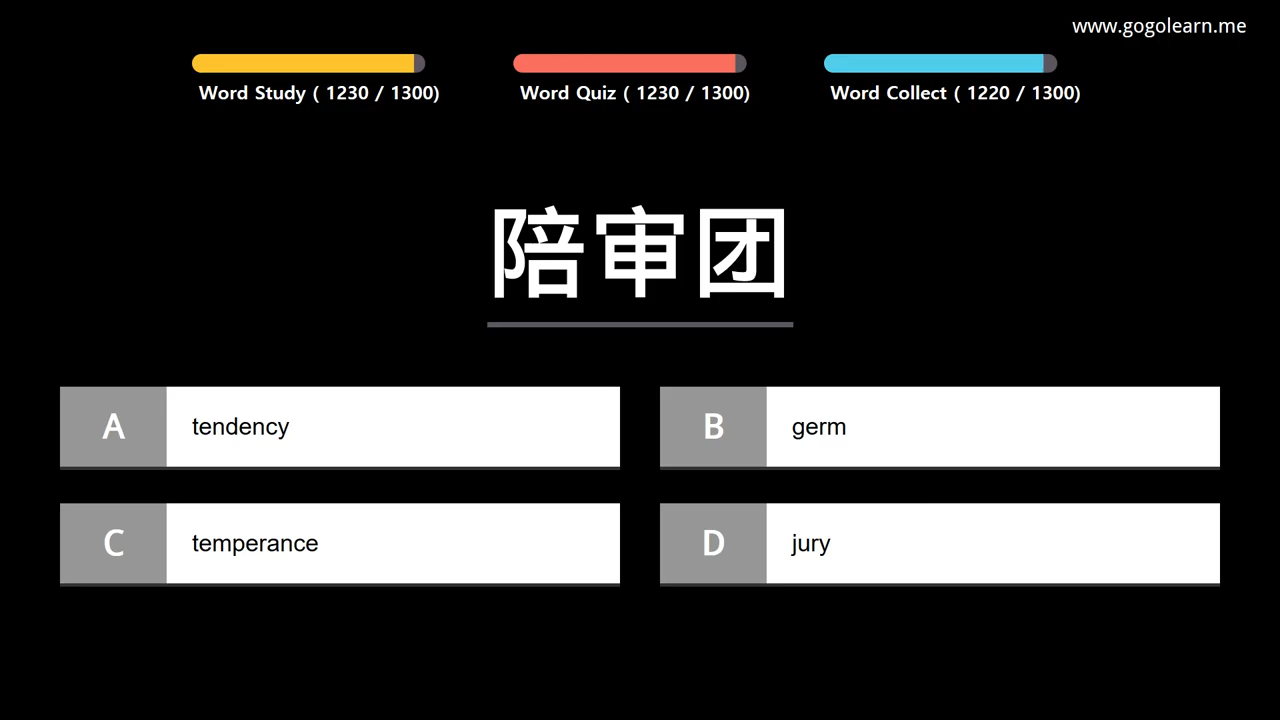 www.gogolearn.me
Word Study ( 1230 / 1300)
Word Quiz ( 1230 / 1300)
Word Collect ( 1220 / 1300)
陪审团
A tendency
B germ
C temperance
D jury